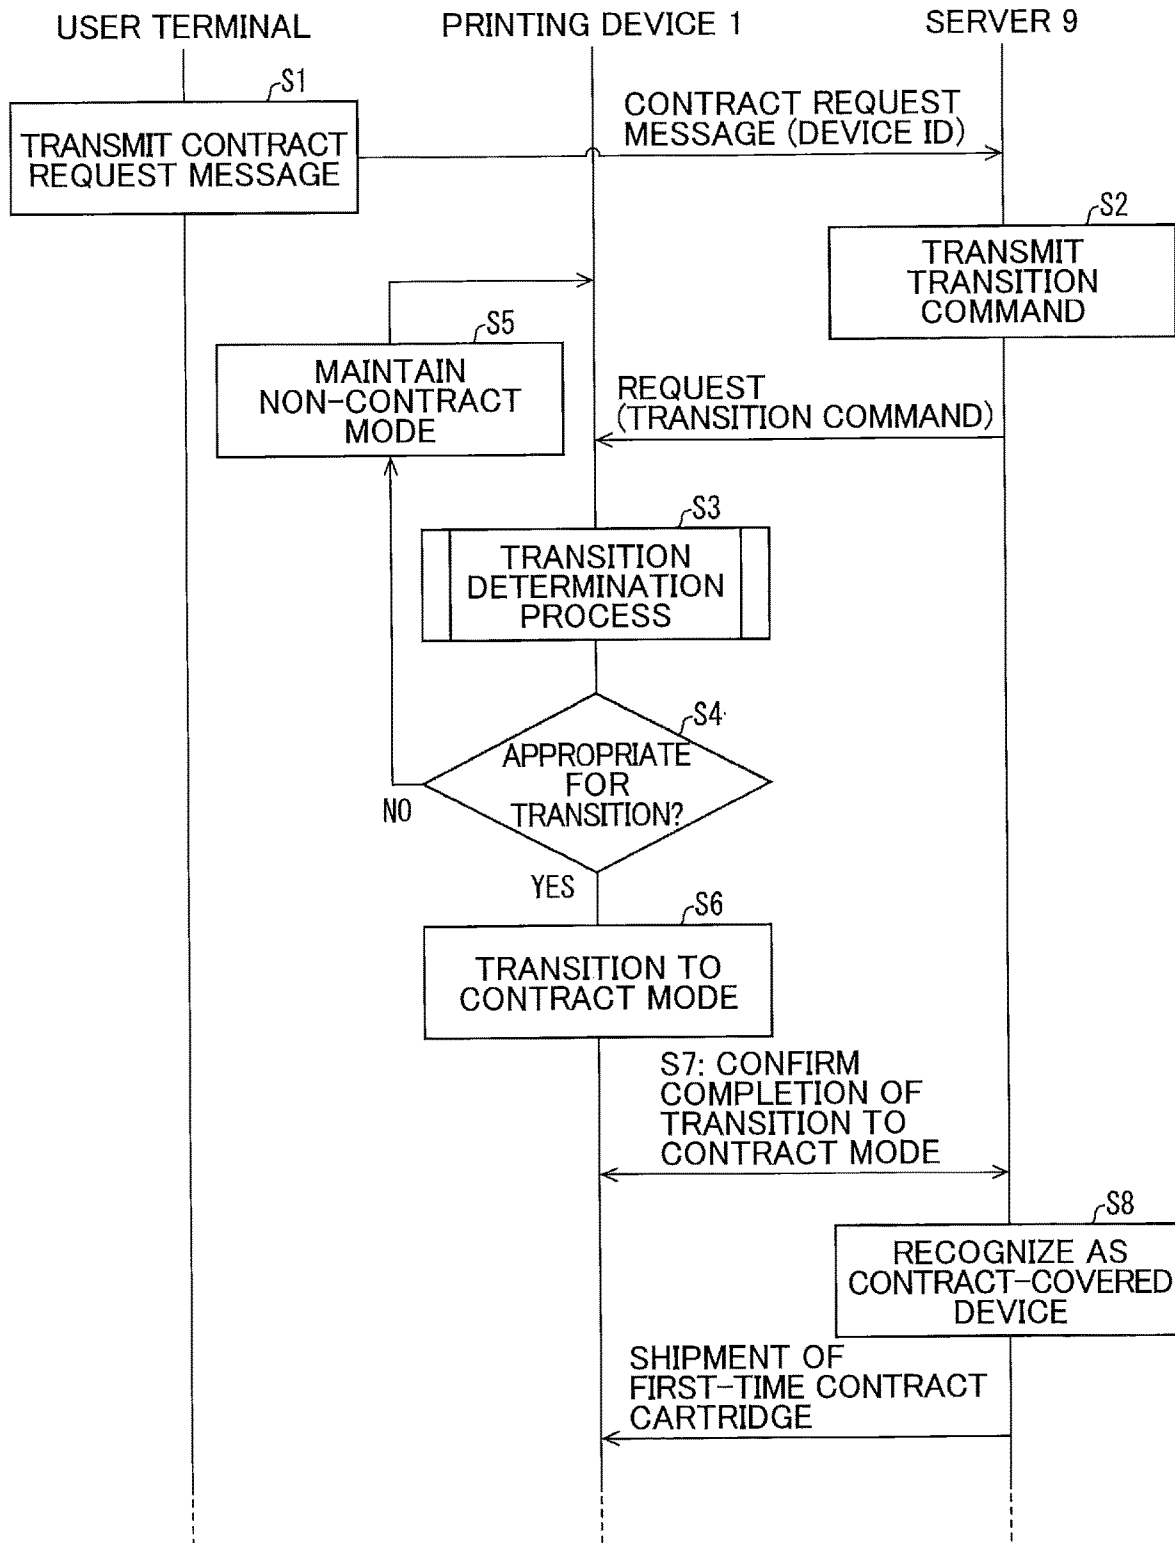 USER TERMINAL
PRINTING DEVICE 1
SERVER 9
S1
TRANSMIT CONTRACT
REQUEST MESSAGE
CONTRACT REQUEST
MESSAGE (DEVICE ID)
S2
TRANSMIT
TRANSITION
COMMAND
S5
MAINTAIN
NON-CONTRACT
MODE
REQUEST
(TRANSITION COMMAND)
S3
TRANSITION
DETERMINATION
PROCESS
S4
APPROPRIATE
FOR
TRANSITION?
NO
YES
S6
TRANSITION TO
CONTRACT MODE
S7: CONFIRM
COMPLETION OF
TRANSITION TO
CONTRACT MODE
S8
RECOGNIZE AS
CONTRACT-COVERED
DEVICE
SHIPMENT OF
FIRST-TIME CONTRACT
CARTRIDGE